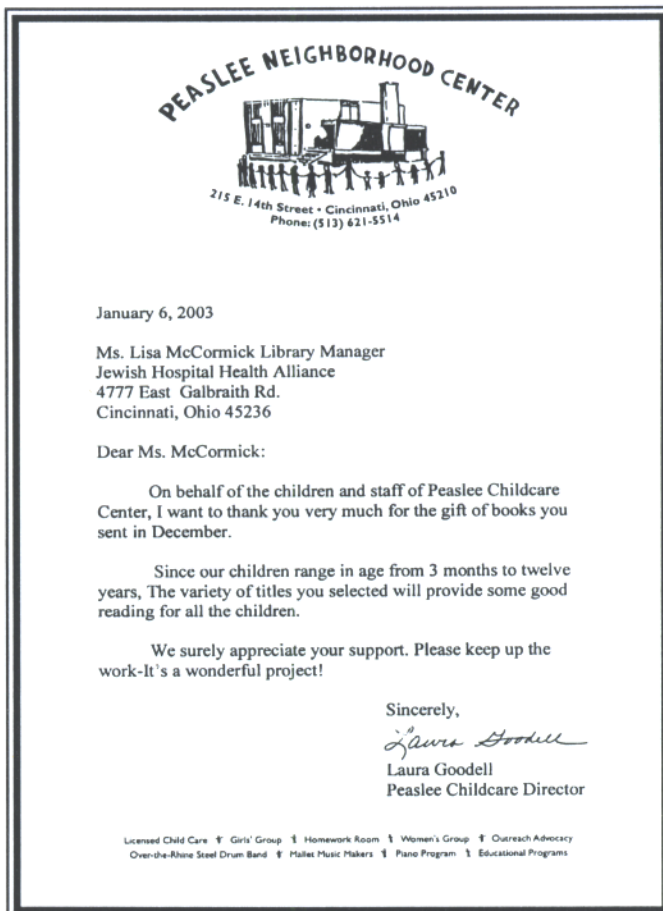 PEASLEE NEIGHBORHOOD CENTER
215 E. 14th Street • Cincinnati, Ohio 45210
Phone: (513) 621-5514
January 6, 2003
Ms. Lisa McCormick Library Manager
Jewish Hospital Health Alliance
4777 East Galbraith Rd.
Cincinnati, Ohio 45236
Dear Ms. McCormick:
On behalf of the children and staff of Peaslee Childcare
Center, I want to thank you very much for the gift of books you
sent in December.
Since our children range in age from 3 months to twelve
years, The variety of titles you selected will provide some good
reading for all the children.
We surely appreciate your support. Please keep up the
work-It's a wonderful project!
Sincerely,
Laura Goodell
Laura Goodell
Peaslee Childcare Director
Licensed Child Care Girls' Group Homework Room Women's Group Outreach Advocacy
Over-the-Rhine Steel Drum Band Mallet Music Makers Piano Program Educational Programs